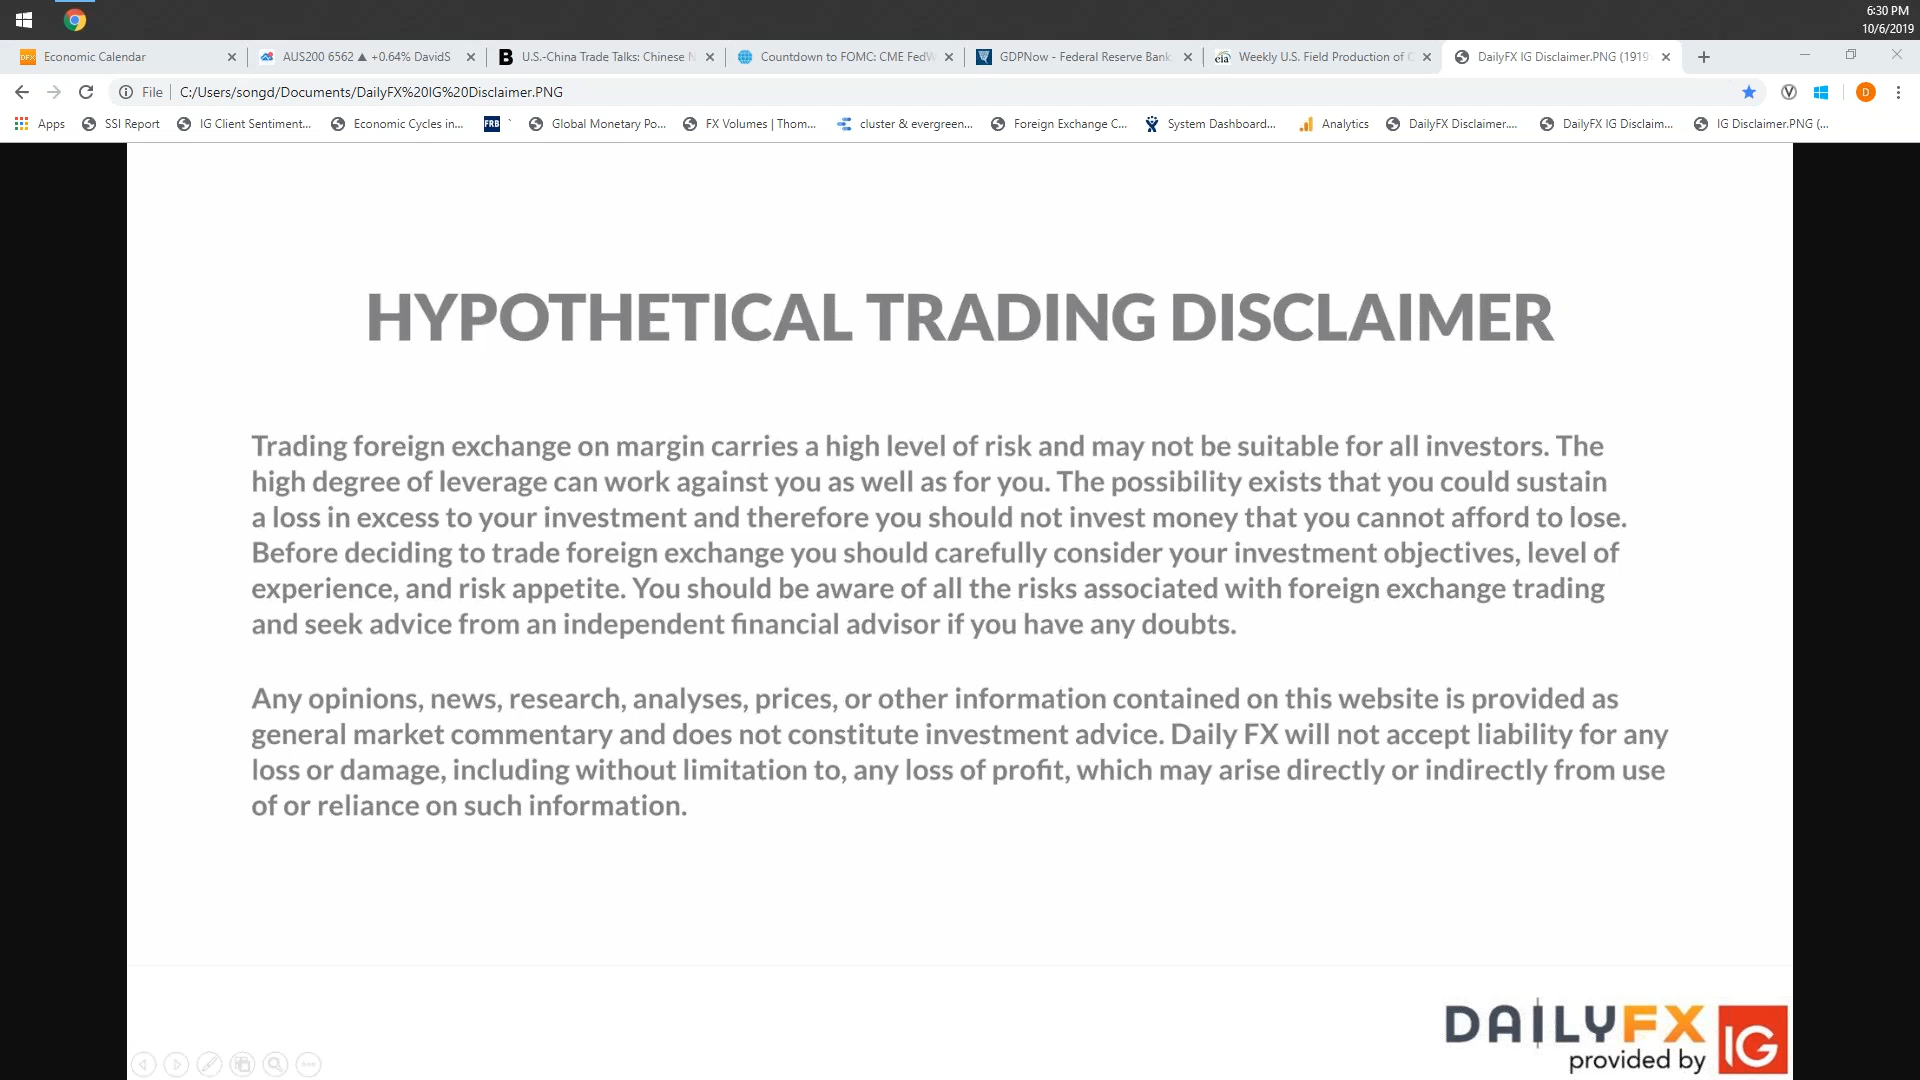 6:30 PM
10/6/2019
Economic Calendar
AUS200 6562 ▲ +0.64% DavidS
U.S.-China Trade Talks: Chinese N
Countdown to FOMC: CME FedW
GDPNow - Federal Reserve Bank
Weekly U.S. Field Production of C
DailyFX IG Disclaimer.PNG (1919
File
C:/Users/songd/Documents/DailyFX%20IG%20Disclaimer.PNG
D
Apps
SSI Report
IG Client Sentiment...
Economic Cycles in...
FRB
`
Global Monetary Po...
FX Volumes | Thom...
cluster & evergreen...
Foreign Exchange C...
System Dashboard...
Analytics
DailyFX Disclaimer....
DailyFX IG Disclaim...
IG Disclaimer.PNG (...
HYPOTHETICAL TRADING DISCLAIMER
Trading foreign exchange on margin carries a high level of risk and may not be suitable for all investors. The
high degree of leverage can work against you as well as for you. The possibility exists that you could sustain
a loss in excess to your investment and therefore you should not invest money that you cannot afford to lose.
Before deciding to trade foreign exchange you should carefully consider your investment objectives, level of
experience, and risk appetite. You should be aware of all the risks associated with foreign exchange trading
and seek advice from an independent financial advisor if you have any doubts.
Any opinions, news, research, analyses, prices, or other information contained on this website is provided as
general market commentary and does not constitute investment advice. Daily FX will not accept liability for any
loss or damage, including without limitation to, any loss of profit, which may arise directly or indirectly from use
of or reliance on such information.
DAILYFX
provided by
IG